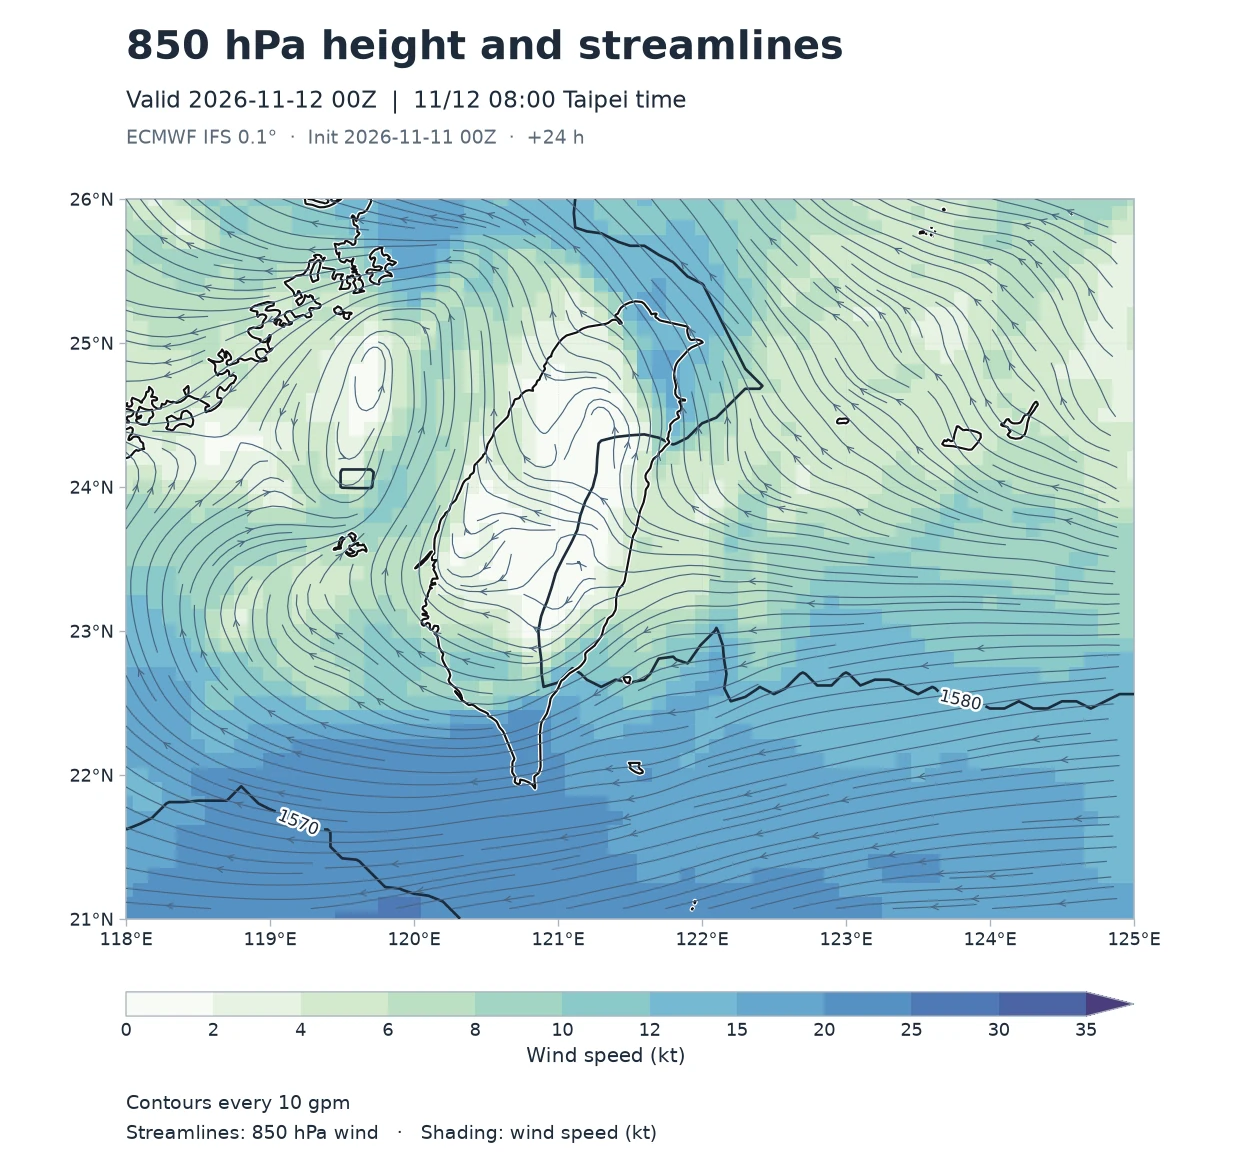 850 hPa height and streamlines
Valid 2026-11-12 00Z | 11/12 08:00 Taipei time
ECMWF IFS 0.1° · Init 2026-11-11 00Z · +24 h
26°N
25°N
24°N
23°N
22°N
21°N
1580
1570
118°E 119°E 120°E 121°E 122°E 123°E 124°E 125°E
0 2 4 6 8 10 12 15 20 25 30 35
Wind speed (kt)
Contours every 10 gpm
Streamlines: 850 hPa wind · Shading: wind speed (kt)